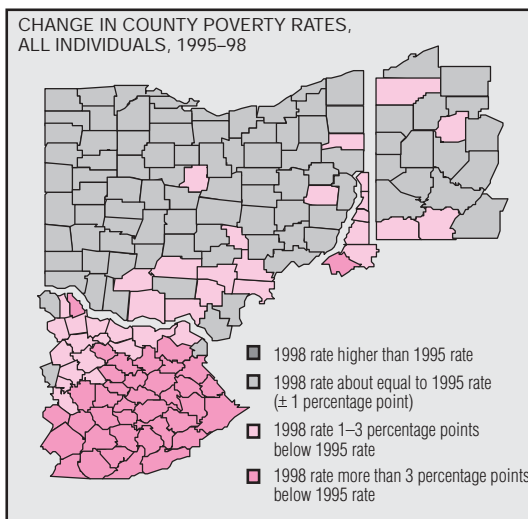 CHANGE IN COUNTY POVERTY RATES,
ALL INDIVIDUALS, 1995–98
1998 rate higher than 1995 rate
1998 rate about equal to 1995 rate
(± 1 percentage point)
1998 rate 1–3 percentage points
below 1995 rate
1998 rate more than 3 percentage points
below 1995 rate